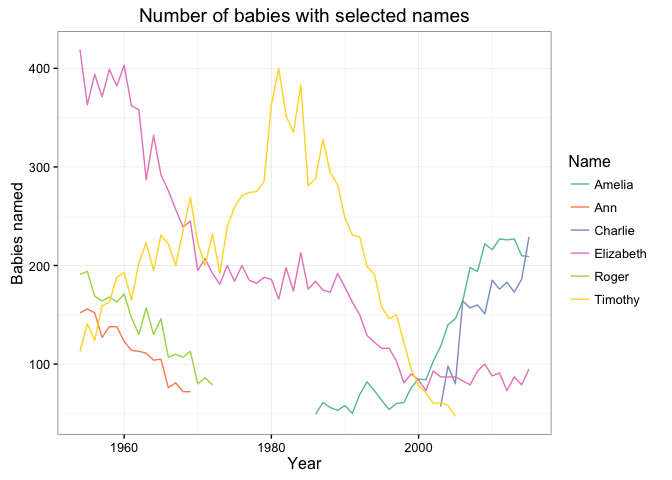 Number of babies with selected names
Babies named
400
300
200
100
1960
1980
2000
Year
Name
Amelia
Ann
Charlie
Elizabeth
Roger
Timothy